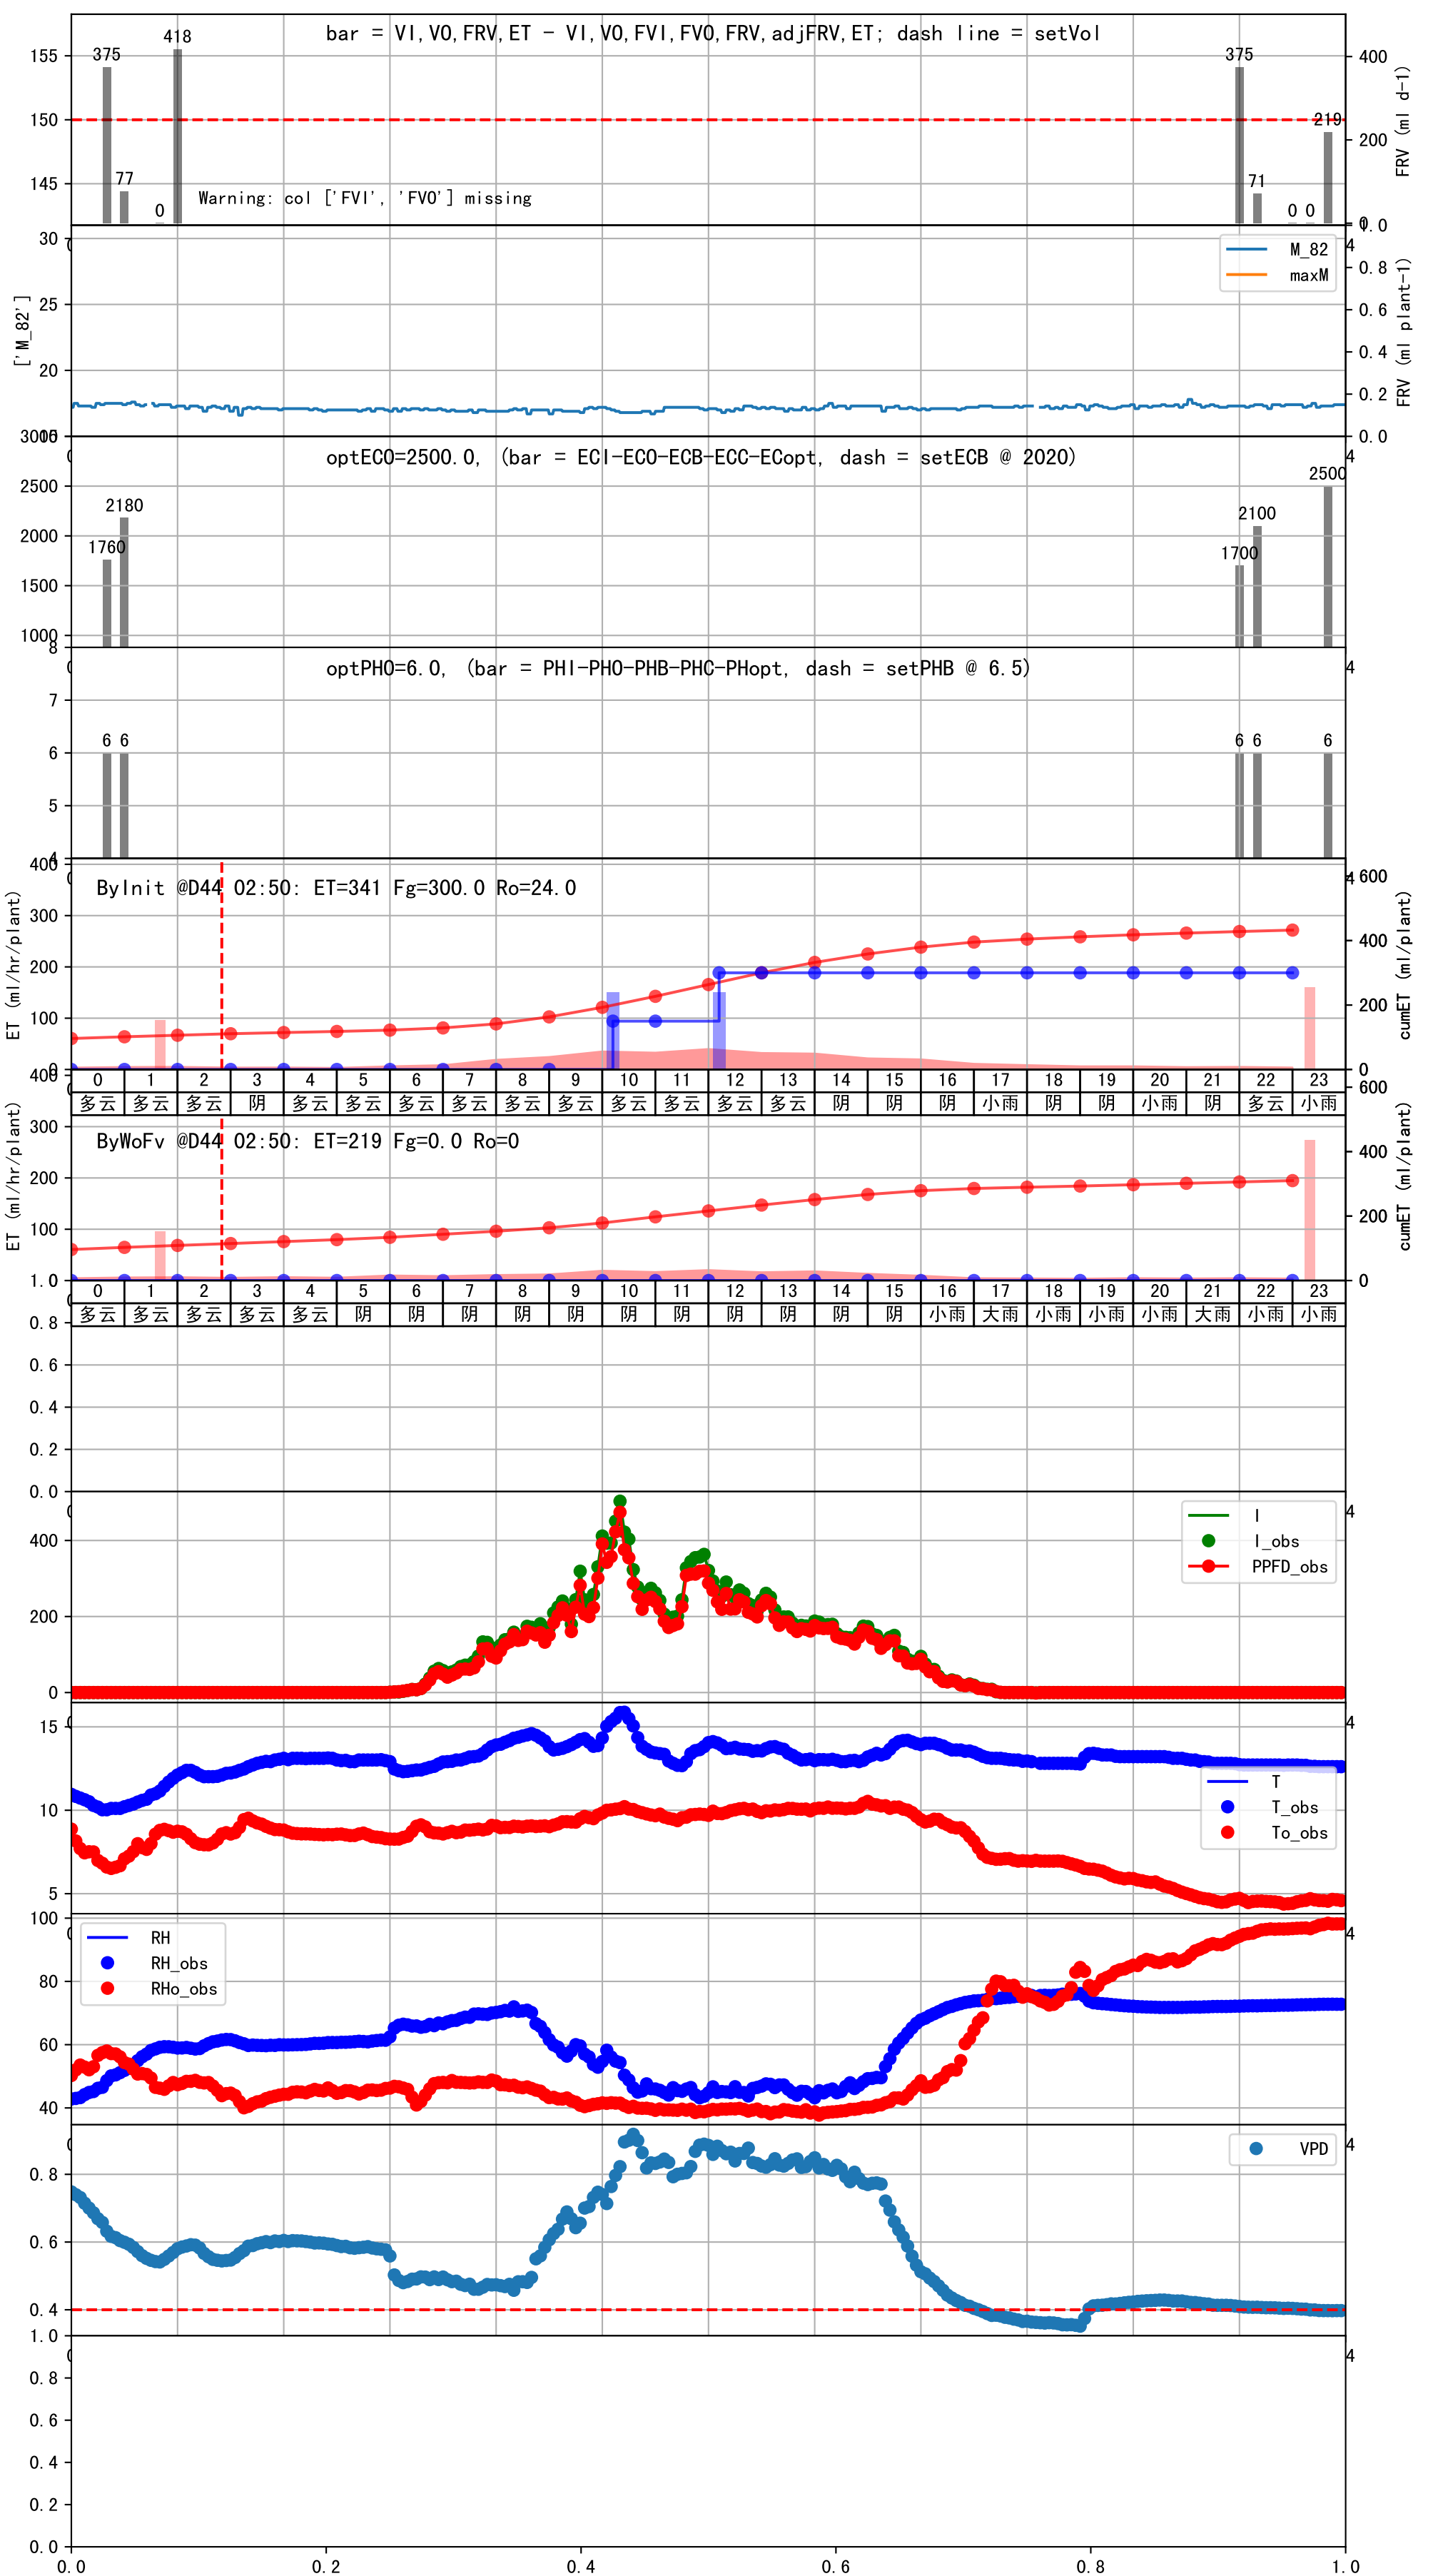 bar = VI,VO,FRV,ET - VI,VO,FVI,FVO,FRV,adjFRV,ET; dash line = setVol
155
150
145
375
77
0
418
375
71
0
0
219
Warning: col ['FVI', 'FVO'] missing
400
200
0
FRV (ml d-1)
30
25
20
15
['M_82']
M_82
maxM
1.0
0.8
0.6
0.4
0.2
0.0
FRV (ml plant-1)
optECO=2500.0, (bar = ECI-ECO-ECB-ECC-ECopt, dash = setECB @ 2020)
3000
2500
2000
1500
1000
1760
2180
1700
2100
2500
optPHO=6.0, (bar = PHI-PHO-PHB-PHC-PHopt, dash = setPHB @ 6.5)
8
7
6
5
4
6
6
6
6
6
ByInit @D44 02:50: ET=341 Fg=300.0 Ro=24.0
400
300
200
100
0
ET (ml/hr/plant)
600
400
200
0
cumET (ml/plant)
0 1 2 3 4 5 6 7 8 9 10 11 12 13 14 15 16 17 18 19 20 21 22 23
多云 多云 多云 阴 多云 多云 多云 多云 多云 多云 多云 多云 多云 多云 阴 阴 阴 小雨 阴 阴 小雨 阴 多云 小雨
ByWoFv @D44 02:50: ET=219 Fg=0.0 Ro=0
400
300
200
100
ET (ml/hr/plant)
600
400
200
0
cumET (ml/plant)
0 1 2 3 4 5 6 7 8 9 10 11 12 13 14 15 16 17 18 19 20 21 22 23
多云 多云 多云 多云 多云 阴 阴 阴 阴 阴 阴 阴 阴 阴 阴 阴 小雨 大雨 小雨 小雨 小雨 大雨 小雨 小雨
1.0
0.8
0.6
0.4
0.2
0.0
400
200
0
I
I_obs
PPFD_obs
15
10
5
T
T_obs
To_obs
100
80
60
40
RH
RH_obs
RHo_obs
0.8
0.6
0.4
VPD
1.0
0.8
0.6
0.4
0.2
0.0
0.0 0.2 0.4 0.6 0.8 1.0